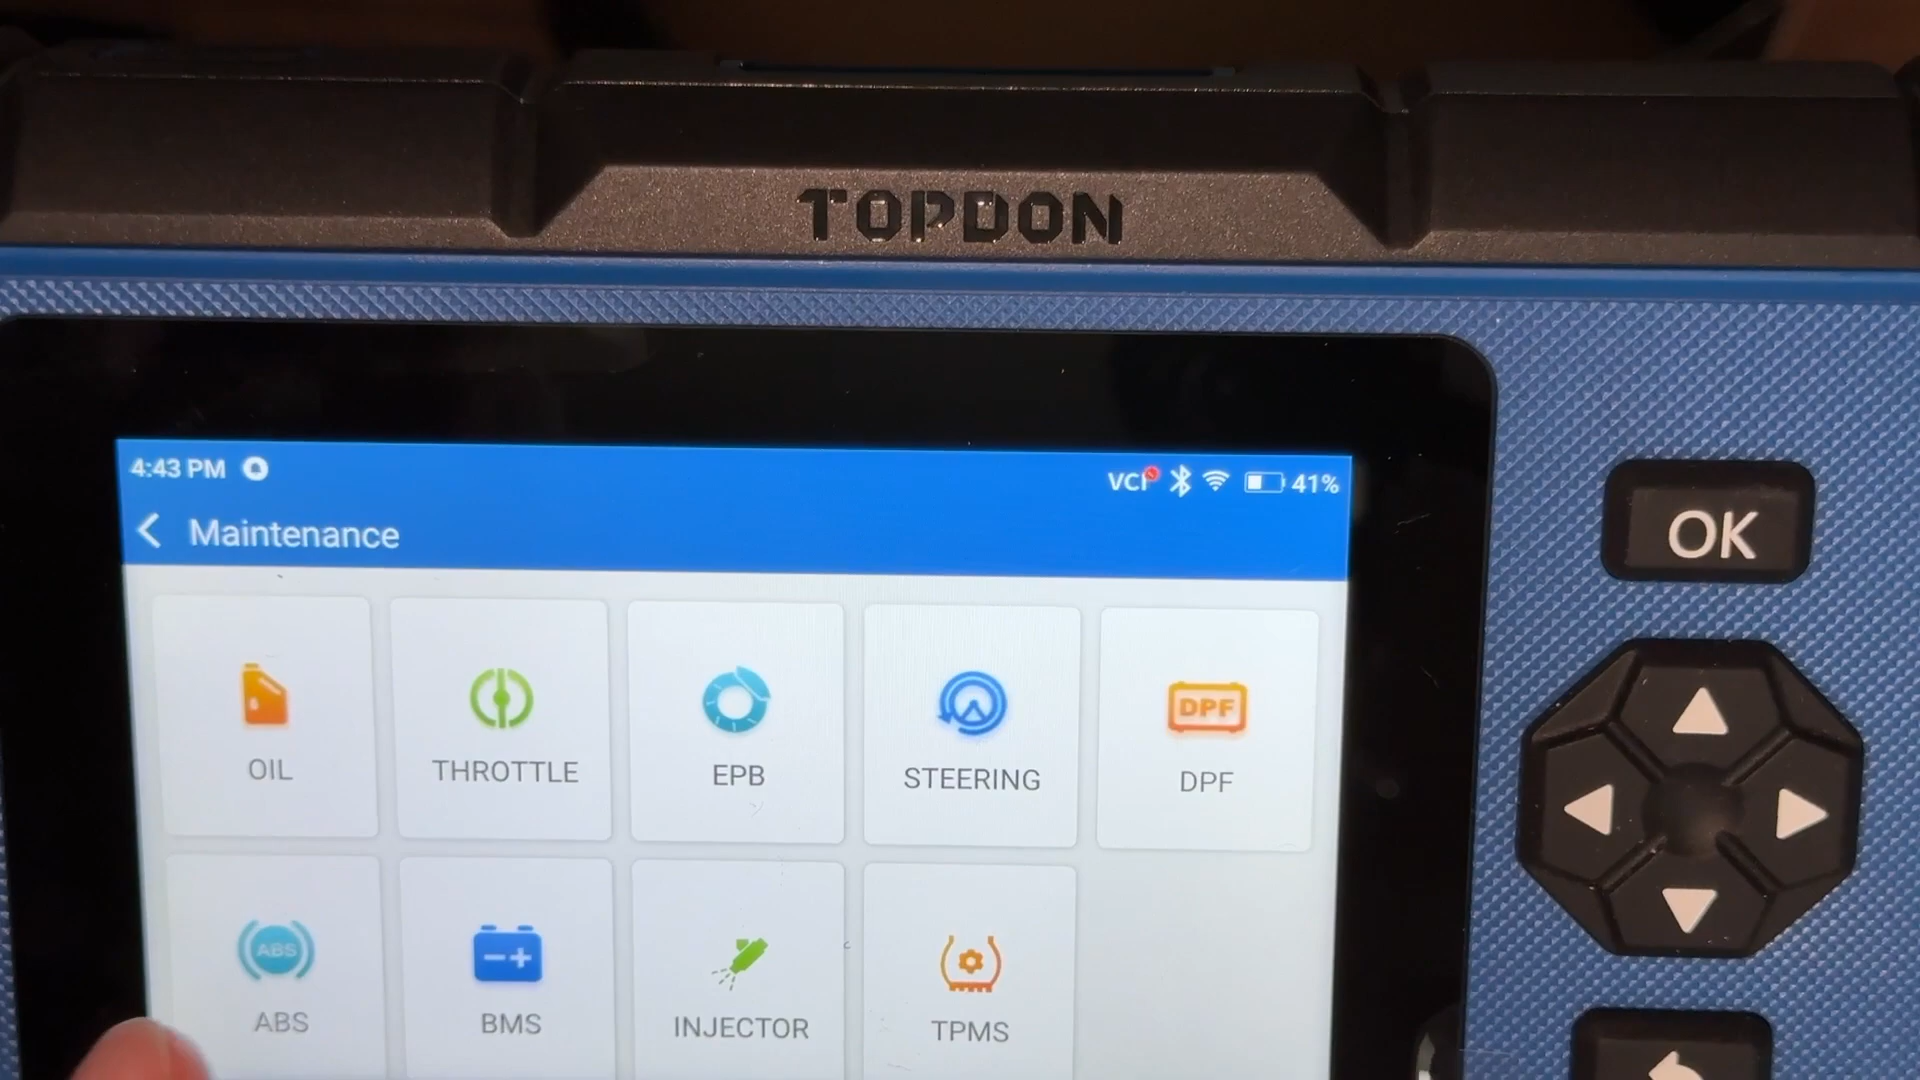 TOPDON
4:43 PM VCI 41%
Maintenance
OK
OIL THROTTLE EPB STEERING DPF
DPF
ABS
ABS BMS INJECTOR TPMS